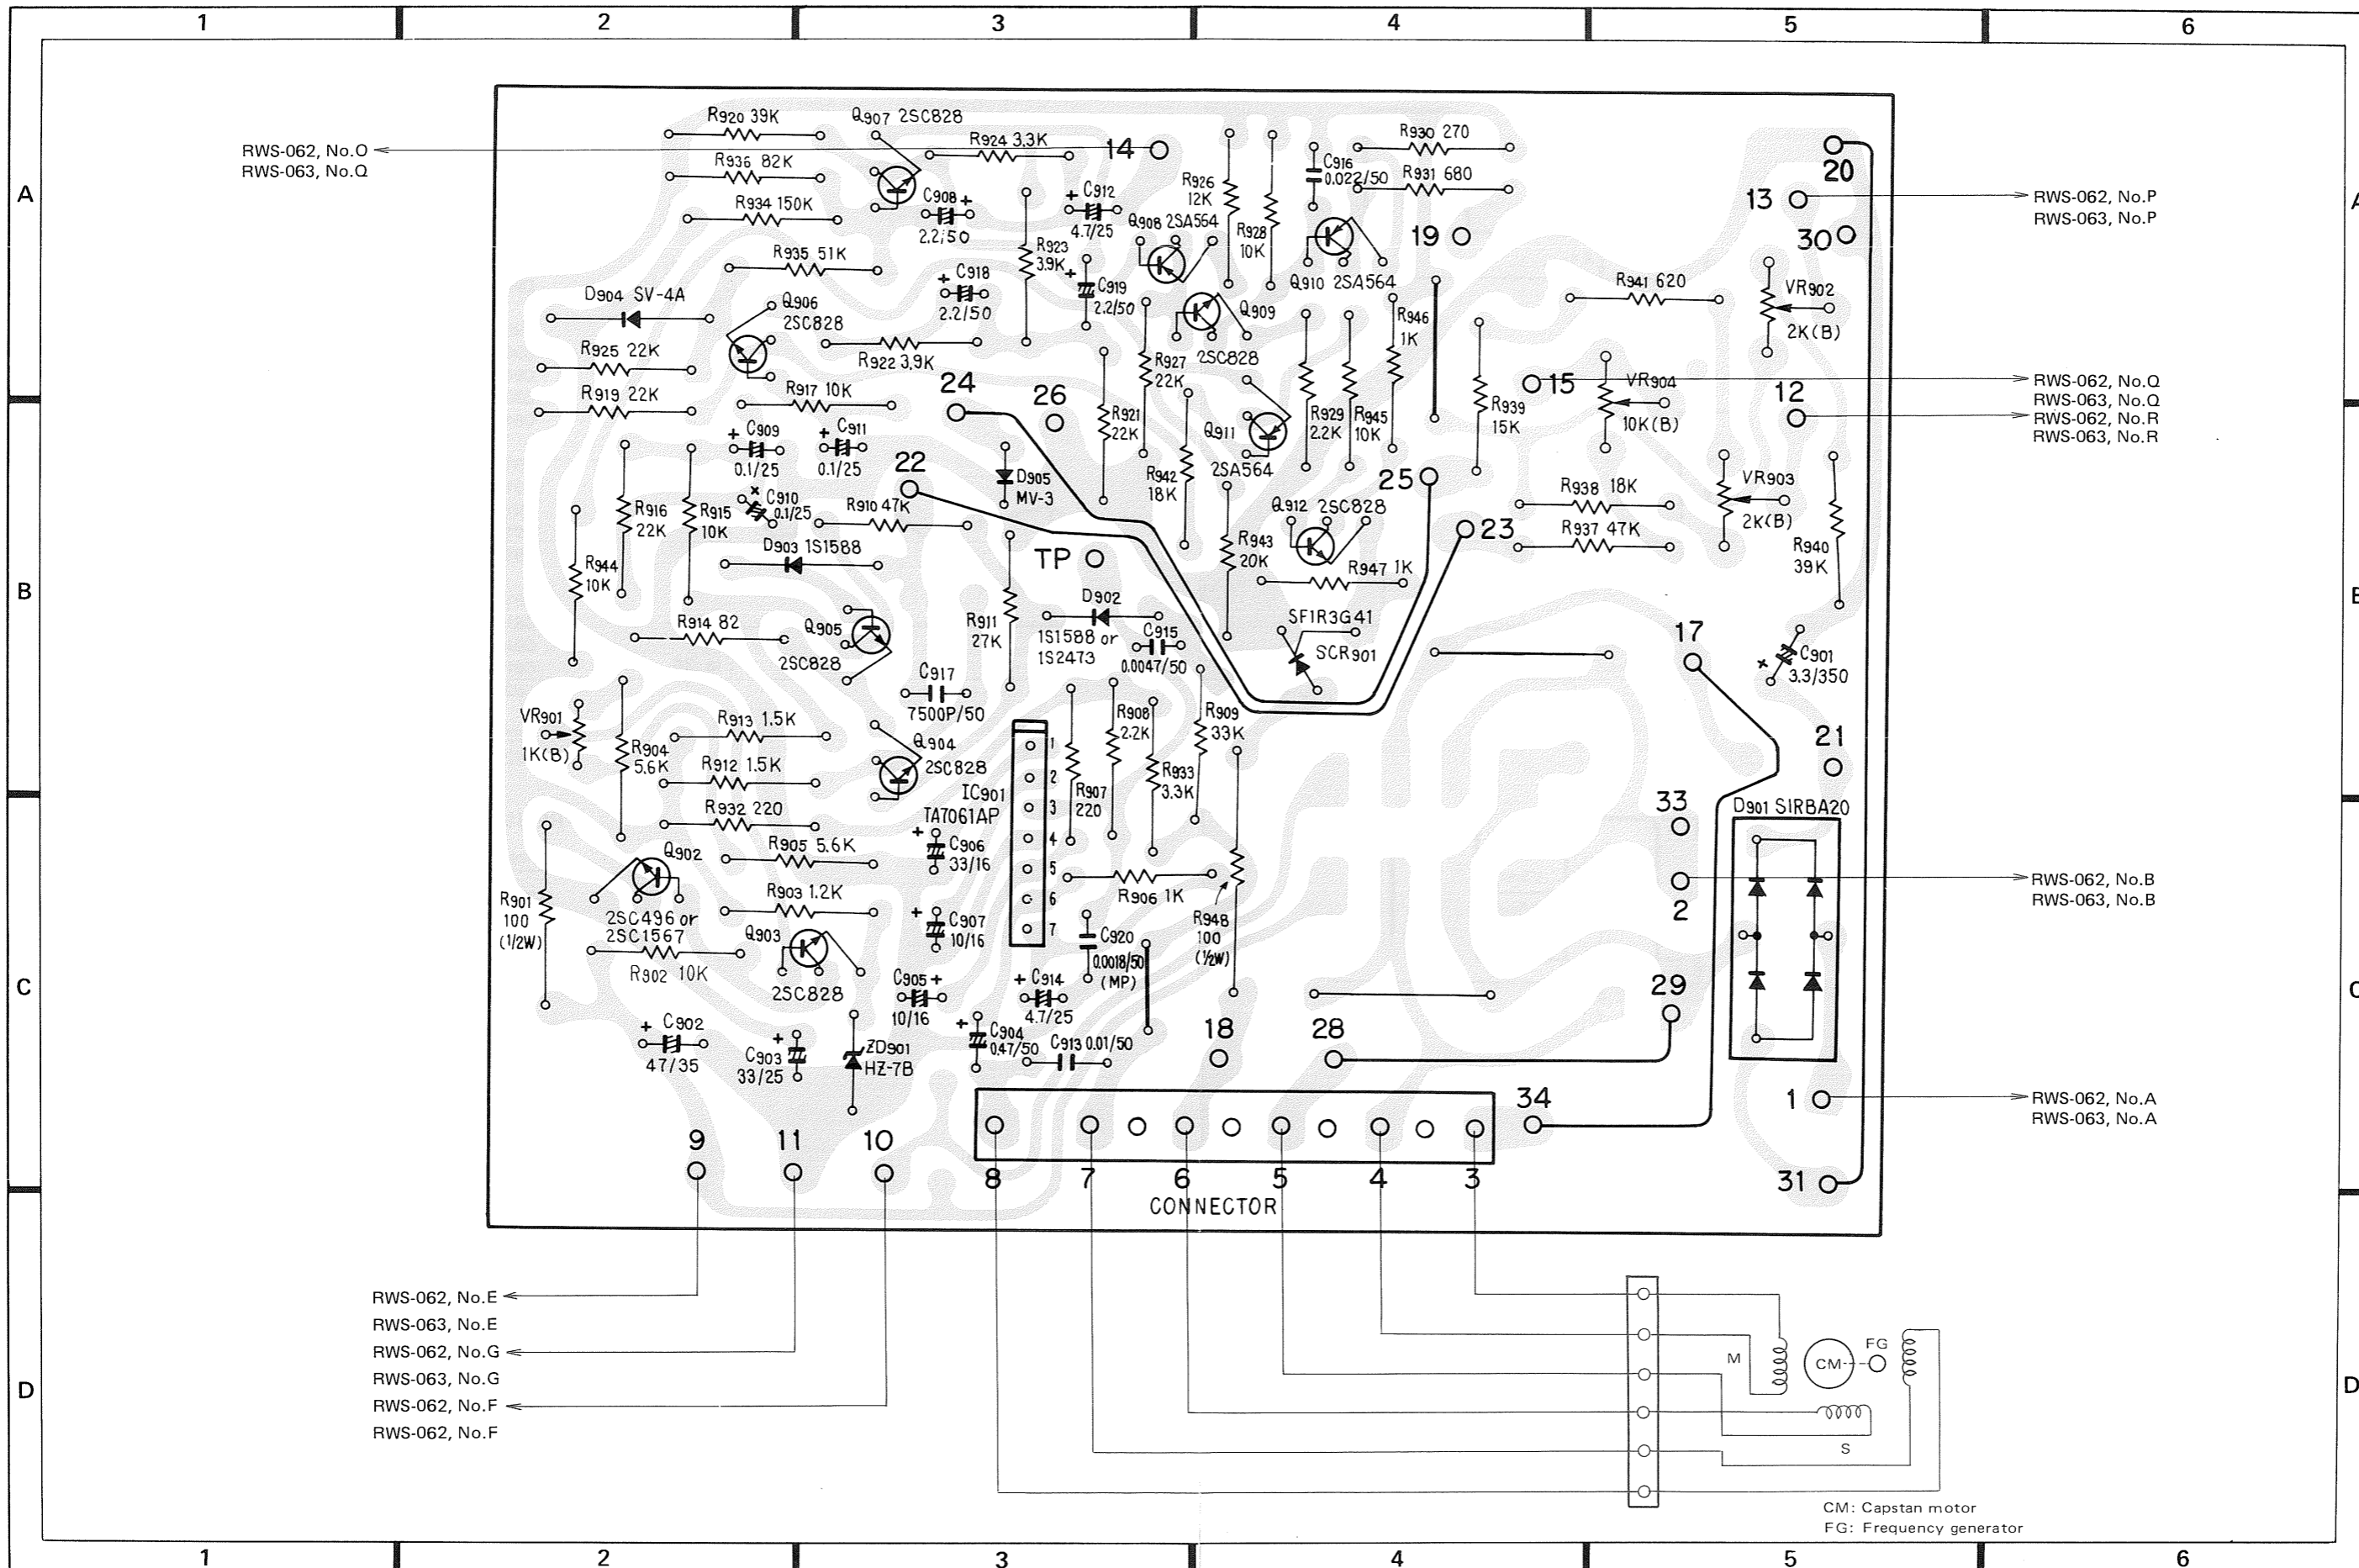 1 2 3 4 5 6
A
A
B
B
C
C
D
D
RWS-062, No.O
RWS-063, No.Q
R920 39K
Q907 2SC828
R924 3.3K
14
R936 82K
R934 150K
C908 +
2.2/50
+ C912
4.7/25
R926
12K
Q908 2SA564
R928
10K
C916
0.022/50
R930 270
R931 680
20
13
30
RWS-062, No.P
RWS-063, No.P
19
R935 51K
R923
3.9K
+ C918
2.2/50
+ C919
2.2/50
Q910 2SA564
R941 620
VR902
2K(B)
D904 SV-4A
Q906
2SC828
Q909
2SC828
R946
1K
R925 22K
R922 3.9K
R927
22K
R919 22K
R917 10K
24
26
R921
22K
R929
2.2K
R945
10K
R939
15K
15
VR904
10K(B)
12
RWS-062, No.Q
RWS-063, No.Q
RWS-062, No.R
RWS-063, No.R
+ C909
0.1/25
+ C911
0.1/25
22
D905
MV-3
R942
18K
Q911
2SA564
25
VR903
2K(B)
R916
22K
R915
10K
+ C910
0.1/25
R910 47K
Q912 2SC828
23
R938 18K
R937 47K
R940
39K
D903 1S1588
TP
R943
20K
R947 1K
R944
10K
R914 82
Q905
2SC828
R911
27K
D902
1S1588 or
1S2473
C915
0.0047/50
SF1R3G41
SCR901
17
+ C901
3.3/350
C917
7500P/50
VR901
1K(B)
R904
5.6K
R913 1.5K
Q904
2SC828
R908
2.2K
R909
33K
21
R912 1.5K
IC901
TA7061AP
1
2
3
4
5
6
7
R907
220
R933
3.3K
33
D901 S1RBA20
R932 220
+ C906
33/16
Q902
2SC496 or
2SC1567
R905 5.6K
R901
100
(1/2W)
R903 1.2K
R906 1K
R948
100
(1/2W)
2
RWS-062, No.B
RWS-063, No.B
+ C907
10/16
Q903
2SC828
R902 10K
C920
0.0018/50
(MP)
C905 +
10/16
+ C914
4.7/25
29
+ C902
47/35
+
C903
33/25
ZD901
HZ-7B
+ C904
0.47/50
C913 0.01/50
18
28
34
1
RWS-062, No.A
RWS-063, No.A
9
11
10
8 7 6 5 4 3
CONNECTOR
31
RWS-062, No.E
RWS-063, No.E
RWS-062, No.G
RWS-063, No.G
RWS-062, No.F
RWS-062, No.F
M
CM
FG
S
CM: Capstan motor
FG: Frequency generator
1 2 3 4 5 6